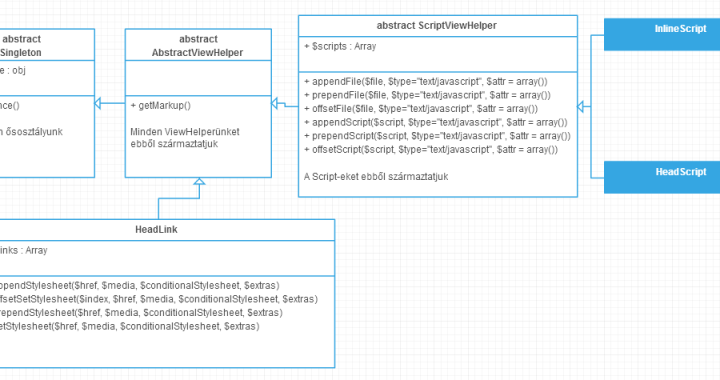 abstract
Singleton
e : obj
nce()
n ősosztályunk
abstract
AbstractViewHelper
+ getMarkup()
Minden ViewHelperünket
ebből származtatjuk
abstract ScriptViewHelper
+ $scripts : Array
+ appendFile($file, $type="text/javascript", $attr = array())
+ prependFile($file, $type="text/javascript", $attr = array())
+ offsetFile($file, $type="text/javascript", $attr = array())
+ appendScript($script, $type="text/javascript", $attr = array())
+ prependScript($script, $type="text/javascript", $attr = array())
+ offsetScript($script, $type="text/javascript", $attr = array())
A Script-eket ebből származtatjuk
InlineScript
HeadScript
HeadLink
inks : Array
ppendStylesheet($href, $media, $conditionalStylesheet, $extras)
ffsetSetStylesheet($index, $href, $media, $conditionalStylesheet, $extras)
rependStylesheet($href, $media, $conditionalStylesheet, $extras)
etStylesheet($href, $media, $conditionalStylesheet, $extras)